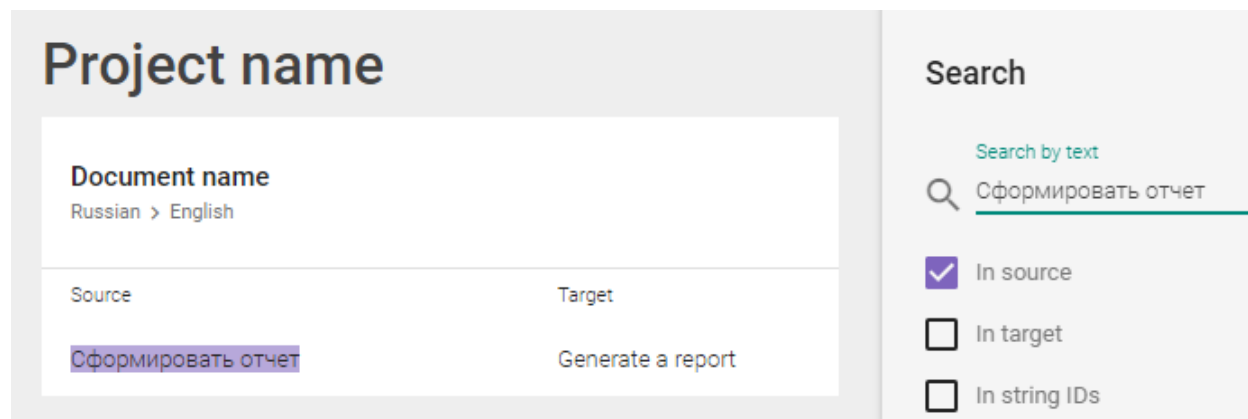 Project name
Document name
Russian > English
Source Target
Сформировать отчет Generate a report
Search
Search by text
Сформировать отчет
In source
In target
In string IDs